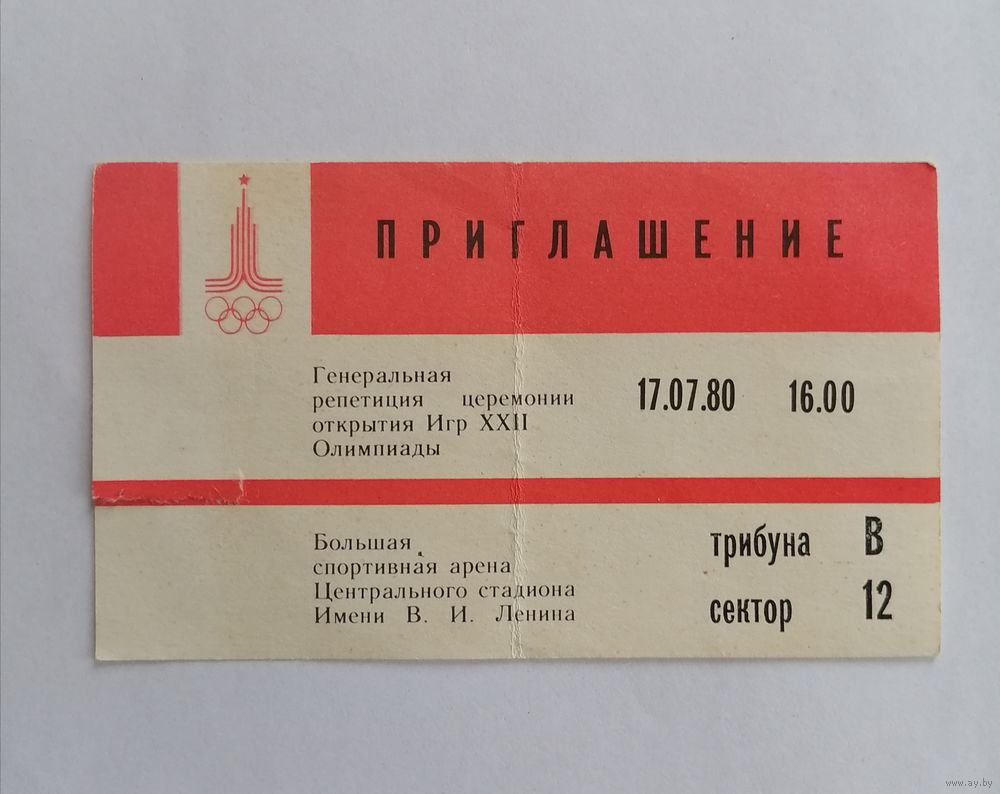 ПРИГЛАШЕНИЕ
Генеральная
репетиция церемонии
открытия Игр XXII
Олимпиады
17.07.80 16.00
Большая
спортивная арена
Центрального стадиона
Имени В. И. Ленина
трибуна В
сектор 12
www.ay.by